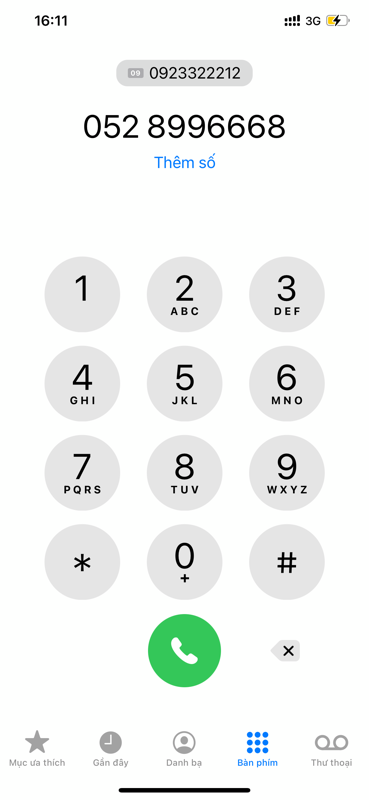 16:11
3G
09 0923322212
052 8996668
Thêm số
1
2
ABC
3
DEF
4
GHI
5
JKL
6
MNO
7
PQRS
8
TUV
9
WXYZ
*
0
+
#
Mục ưa thích
Gần đây
Danh bạ
Bàn phím
Thư thoại